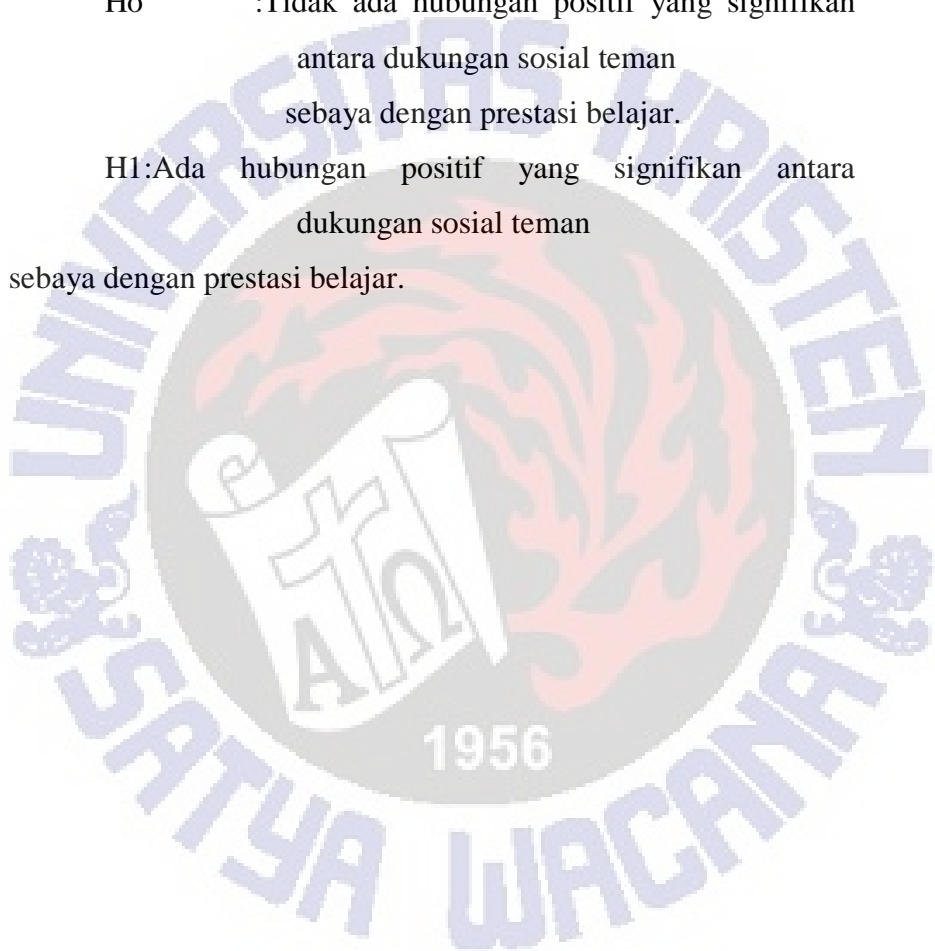 Ho :Tidak ada hubungan positif yang signifikan
antara dukungan sosial teman
sebaya dengan prestasi belajar.
H1:Ada hubungan positif yang signifikan antara
dukungan sosial teman
sebaya dengan prestasi belajar.
UNIVERSITAS KRISTEN
SATYA WACANA
1956
Α Ω